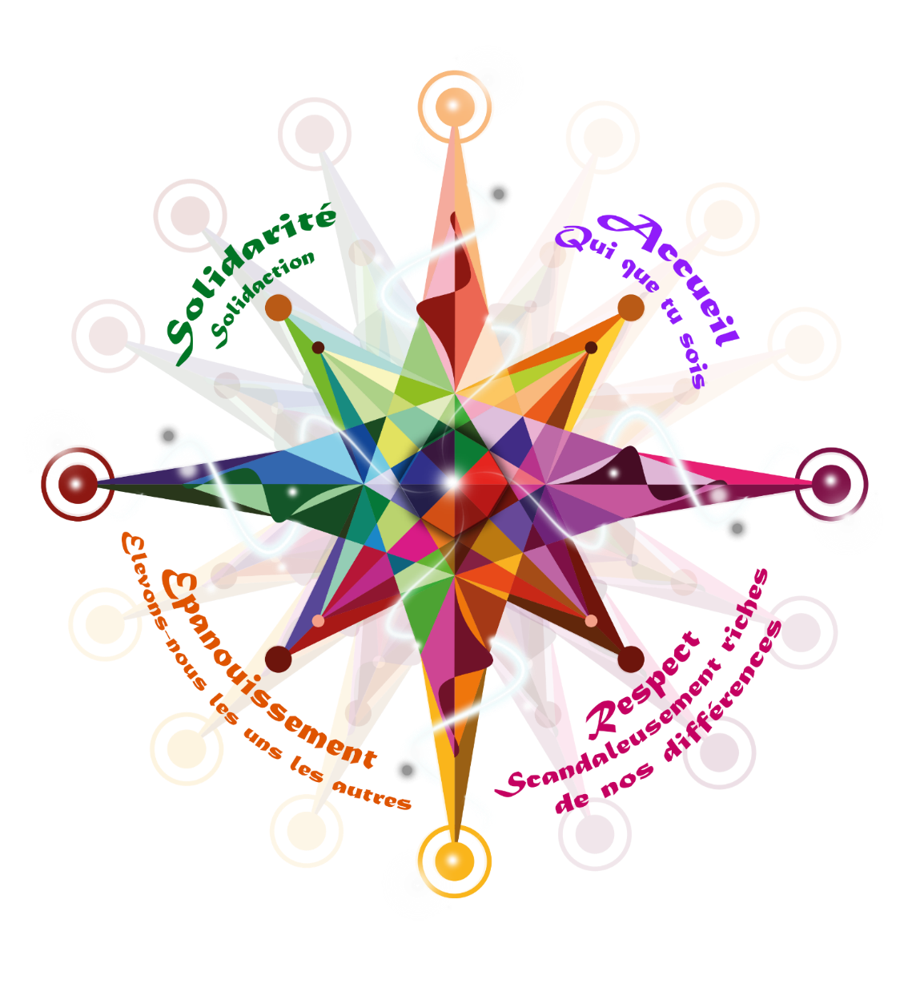 Solidarité
Solidaction
Accueil
Qui que tu sois
Epanouissement
Elevons-nous les uns les autres
Respect
Scandaleusement riches
de nos différences